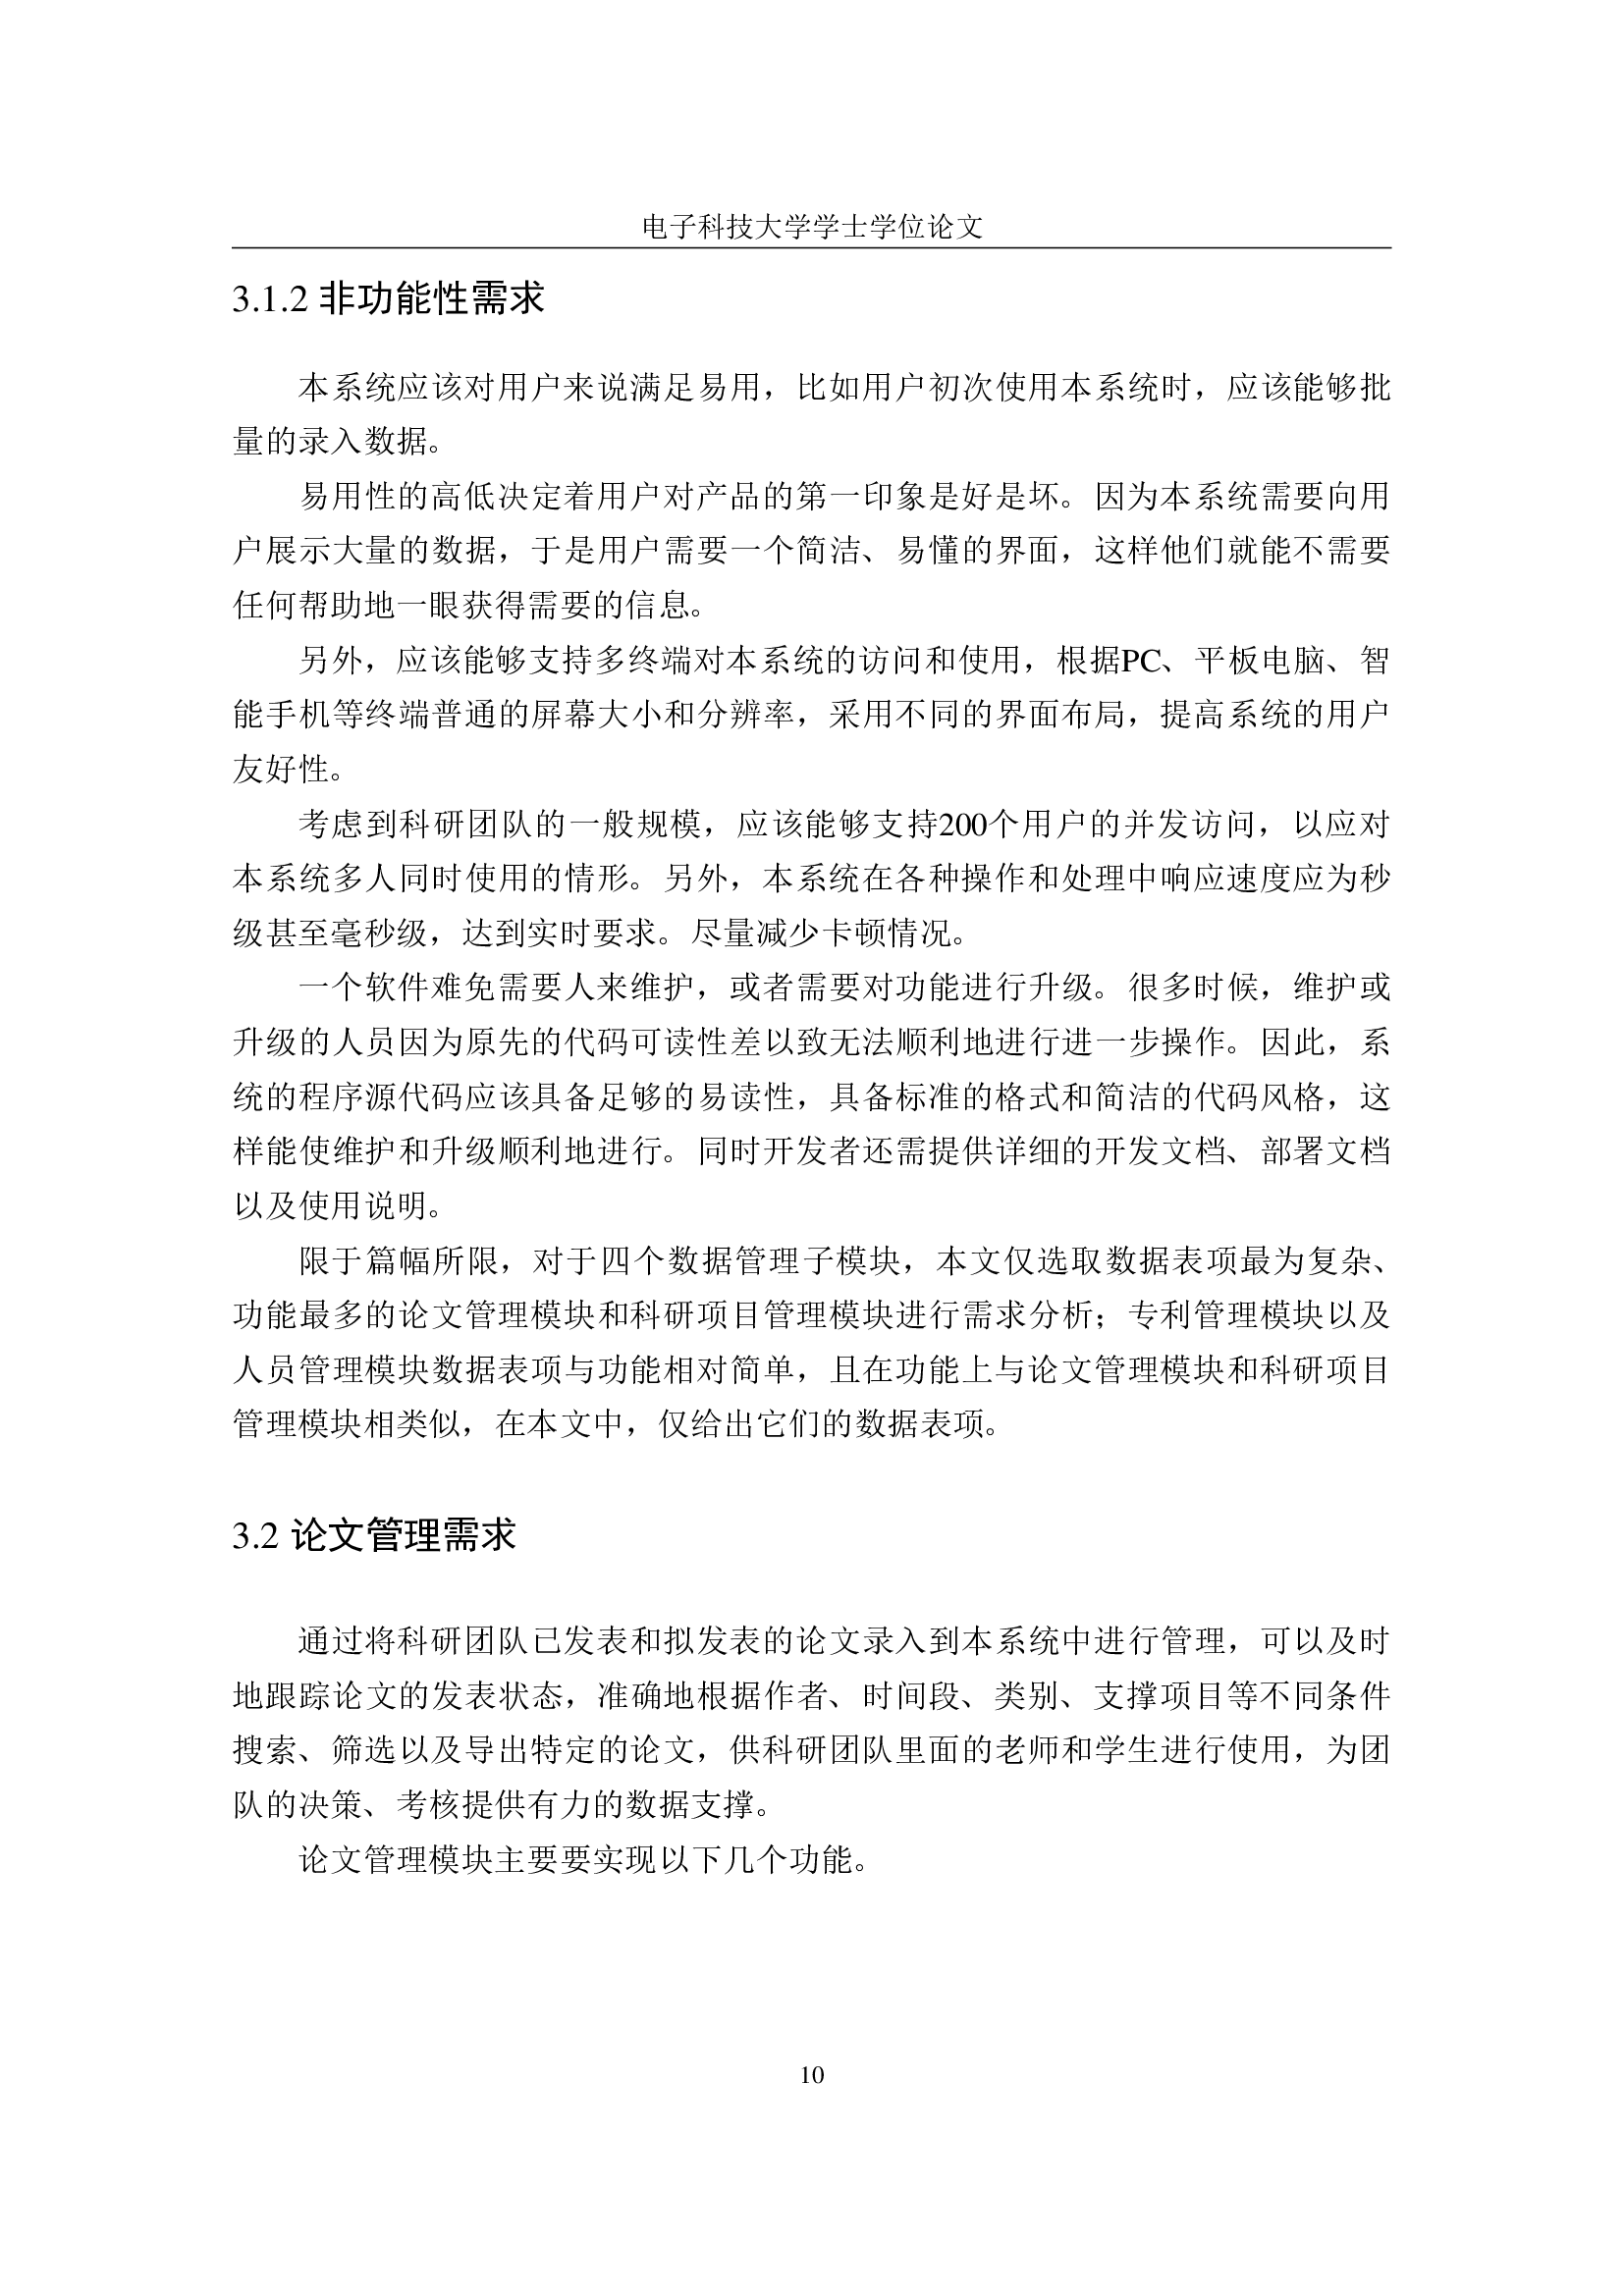 电子科技大学学士学位论文
3.1.2 非功能性需求
本系统应该对用户来说满足易用，比如用户初次使用本系统时，应该能够批
量的录入数据。
易用性的高低决定着用户对产品的第一印象是好是坏。因为本系统需要向用
户展示大量的数据，于是用户需要一个简洁、易懂的界面，这样他们就能不需要
任何帮助地一眼获得需要的信息。
另外，应该能够支持多终端对本系统的访问和使用，根据PC、平板电脑、智
能手机等终端普通的屏幕大小和分辨率，采用不同的界面布局，提高系统的用户
友好性。
考虑到科研团队的一般规模，应该能够支持200个用户的并发访问，以应对
本系统多人同时使用的情形。另外，本系统在各种操作和处理中响应速度应为秒
级甚至毫秒级，达到实时要求。尽量减少卡顿情况。
一个软件难免需要人来维护，或者需要对功能进行升级。很多时候，维护或
升级的人员因为原先的代码可读性差以致无法顺利地进行进一步操作。因此，系
统的程序源代码应该具备足够的易读性，具备标准的格式和简洁的代码风格，这
样能使维护和升级顺利地进行。同时开发者还需提供详细的开发文档、部署文档
以及使用说明。
限于篇幅所限，对于四个数据管理子模块，本文仅选取数据表项最为复杂、
功能最多的论文管理模块和科研项目管理模块进行需求分析；专利管理模块以及
人员管理模块数据表项与功能相对简单，且在功能上与论文管理模块和科研项目
管理模块相类似，在本文中，仅给出它们的数据表项。
3.2 论文管理需求
通过将科研团队已发表和拟发表的论文录入到本系统中进行管理，可以及时
地跟踪论文的发表状态，准确地根据作者、时间段、类别、支撑项目等不同条件
搜索、筛选以及导出特定的论文，供科研团队里面的老师和学生进行使用，为团
队的决策、考核提供有力的数据支撑。
论文管理模块主要要实现以下几个功能。
10